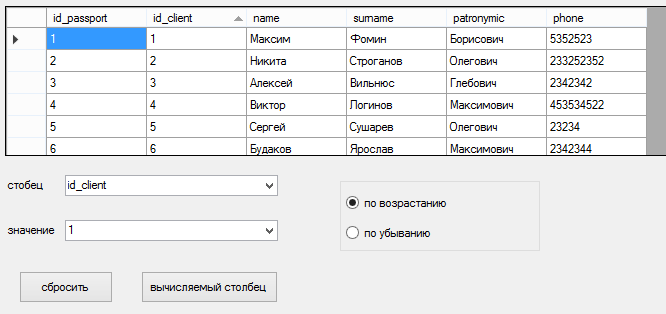 id_passport id_client name surname patronymic phone
1 1 Максим Фомин Борисович 5352523
2 2 Никита Строганов Олегович 233252352
3 3 Алексей Вильнюс Глебович 2342342
4 4 Виктор Логинов Максимович 453534522
5 5 Сергей Сушарев Олегович 23234
6 6 Будаков Ярослав Максимович 2342344
стобец id_client
по возрастанию
значение 1
по убыванию
сбросить вычисляемый столбец